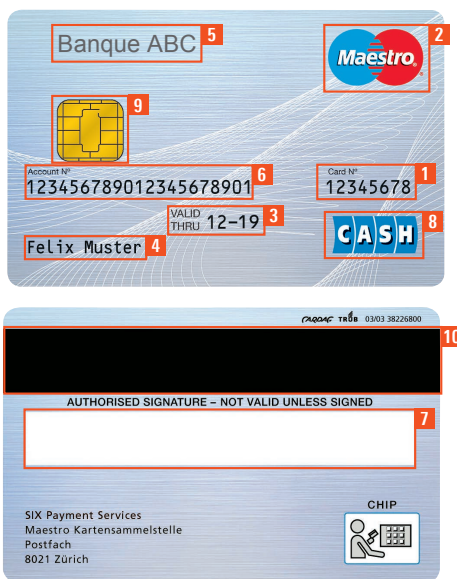 Banque ABC
5
2
Maestro
9
Account Nº
6
12345678901234567801
Card Nº
12345678
1
VALID THRU 12–19
3
Felix Muster
4
CASH
8
TRÜB 03/03 38226800
10
AUTHORISED SIGNATURE – NOT VALID UNLESS SIGNED
7
SIX Payment Services
Maestro Kartensammelstelle
Postfach
8021 Zürich
CHIP